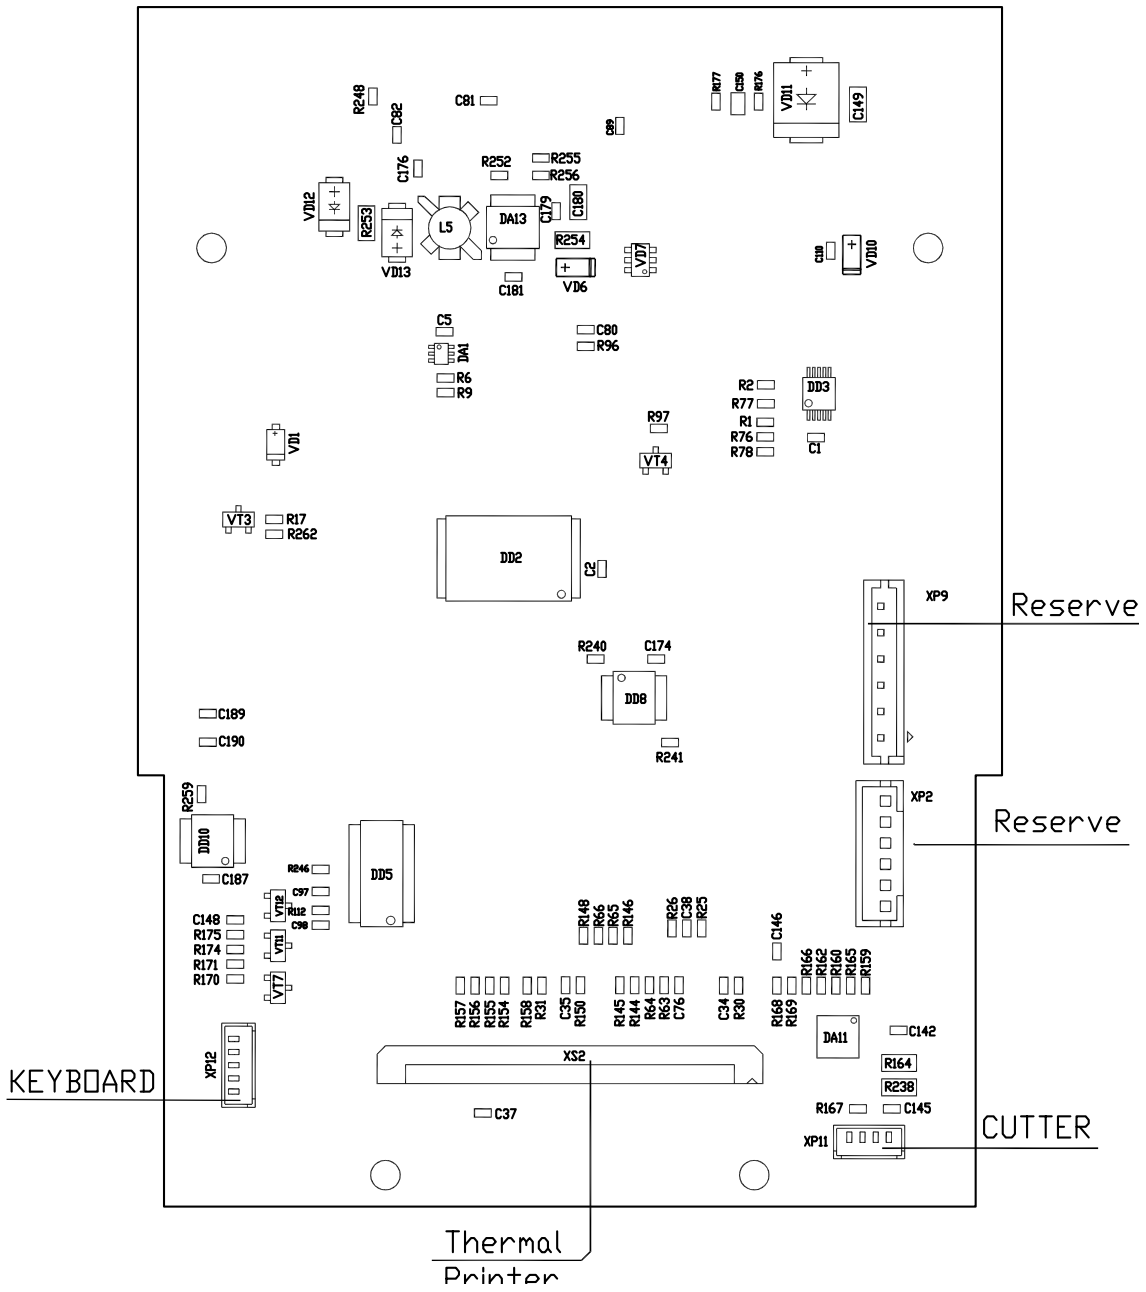 R248
C82
C81
C89
R177
C150
R176
VD11
C149
C176
R252
R255
R256
VD12
R253
VD13
L5
DA13
C179
C180
R254
VD7
VD6
C181
C110
VD10
C5
DA1
C80
R96
R6
R9
R2
R77
R1
R76
R78
DD3
C1
R97
VT4
VD1
VT3
R17
R262
DD2
C2
XP9
Reserve
R240
C174
DD8
R241
C189
C190
R259
DD10
C187
XP2
Reserve
R246
C97
R112
C98
DD5
VT12
VT11
VT7
C148
R175
R174
R171
R170
R148
R66
R65
R146
R26
C38
R25
C146
R166
R162
R160
R165
R159
R157
R156
R155
R154
R158
R31
C35
R150
R145
R144
R64
R63
C76
C34
R30
R168
R169
DA11
C142
R164
R238
R167
C145
XP12
KEYBOARD
XS2
C37
XP11
CUTTER
Thermal
Printer